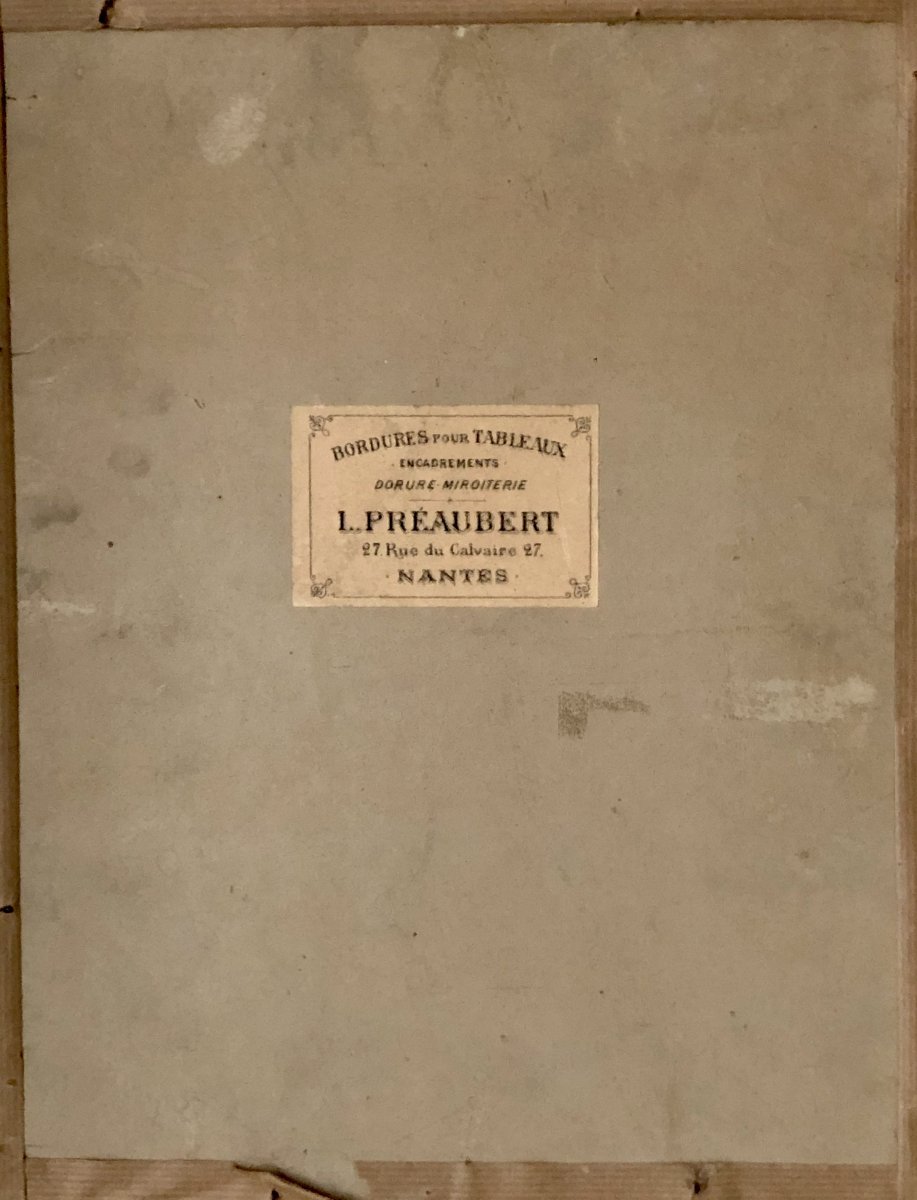 BORDURES POUR TABLEAUX
· ENCADREMENTS ·
DORURE · MIROITERIE
L. PRÉAUBERT
27. Rue du Calvaire 27.
· NANTES ·